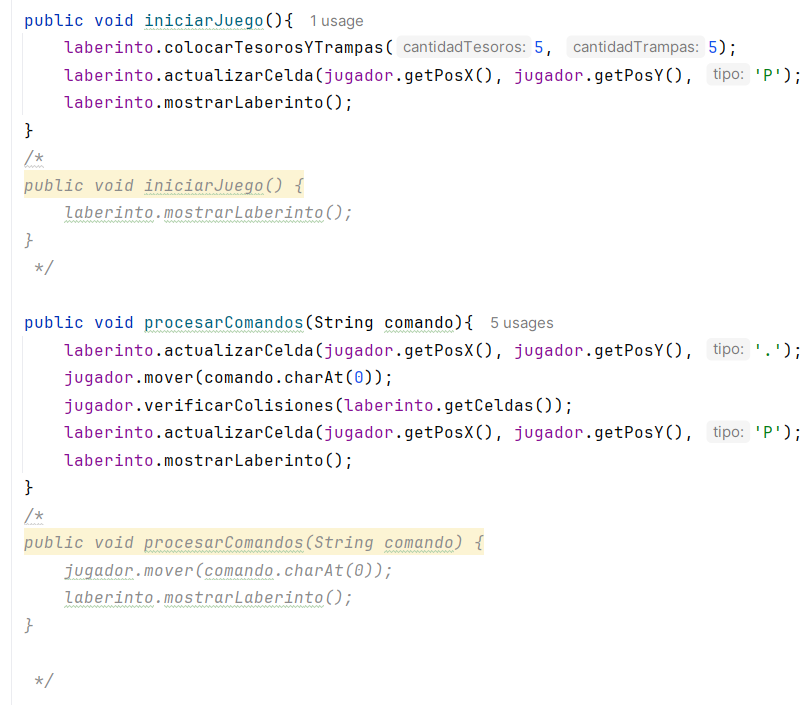 public void iniciarJuego(){ 1 usage
    laberinto.colocarTesorosYTrampas( cantidadTesoros: 5, cantidadTrampas: 5);
    laberinto.actualizarCelda(jugador.getPosX(), jugador.getPosY(), tipo: 'P');
    laberinto.mostrarLaberinto();
}
/*
public void iniciarJuego() {
    laberinto.mostrarLaberinto();
}
 */

public void procesarComandos(String comando){ 5 usages
    laberinto.actualizarCelda(jugador.getPosX(), jugador.getPosY(), tipo: '.');
    jugador.mover(comando.charAt(0));
    jugador.verificarColisiones(laberinto.getCeldas());
    laberinto.actualizarCelda(jugador.getPosX(), jugador.getPosY(), tipo: 'P');
    laberinto.mostrarLaberinto();
}
/*
public void procesarComandos(String comando) {
    jugador.mover(comando.charAt(0));
    laberinto.mostrarLaberinto();
}

 */